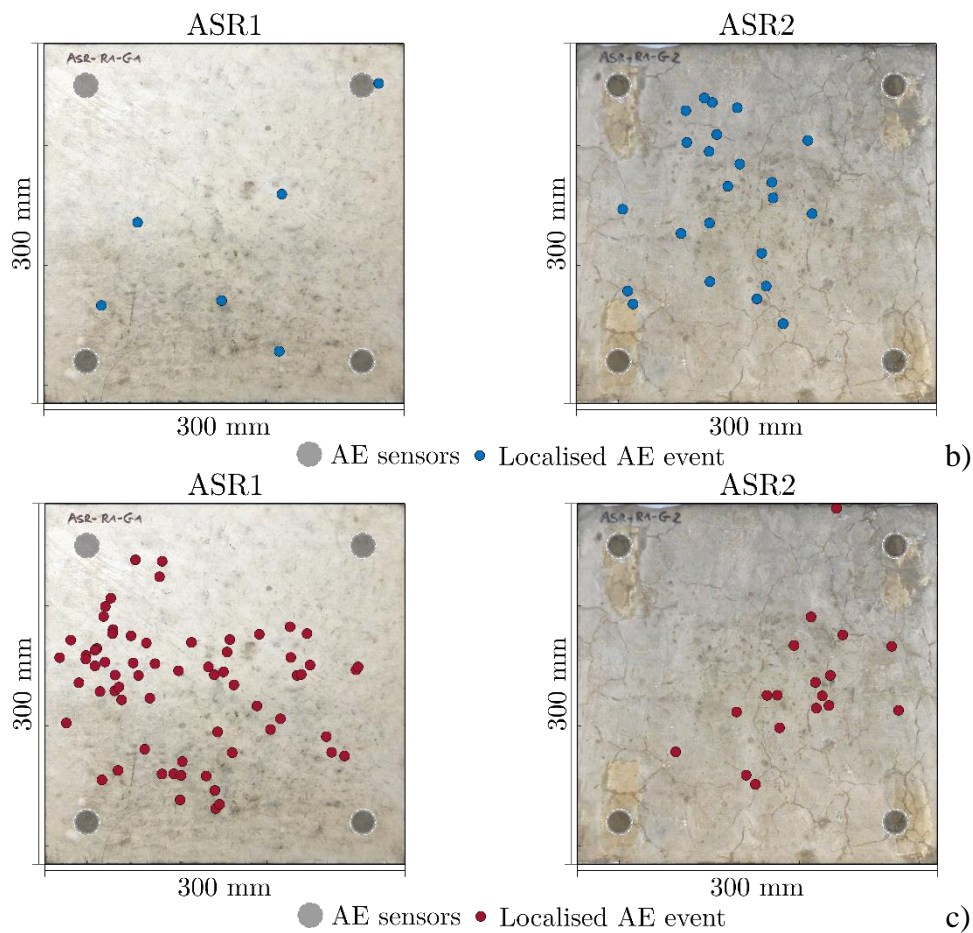 ASR1 ASR2
ASR-R1-G1 ASR-R1-G2
300 mm 300 mm
300 mm 300 mm
AE sensors Localised AE event b)
ASR1 ASR2
ASR-R1-G1 ASR-R1-G2
300 mm 300 mm
300 mm 300 mm
AE sensors Localised AE event c)